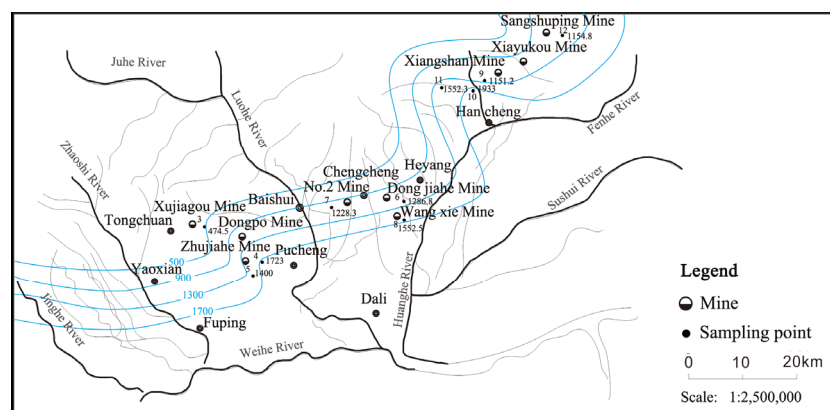 Sangshuping Mine
12
1154.8
Juhe River
Xiayukou Mine
Xiangshan Mine
9
1151.2
11
1552.3
1933
10
Luohe River
Hancheng
Fenhe River
Zhaoshi River
Chengcheng
Heyang
Sushui River
No.2 Mine
Dong jiahe Mine
Baishui
7
1228.3
6
1286.8
Xujiagou Mine
3
474.5
Wang xie Mine
8
1552.5
Tongchuan
Dongpo Mine
Zhujiahe Mine
4
1723
Pucheng
5
1400
500
900
1300
1700
Yaoxian
Huanghe River
Dali
Jinghe River
Fuping
Weihe River
Legend
Mine
Sampling point
0 10 20km
Scale: 1:2,500,000